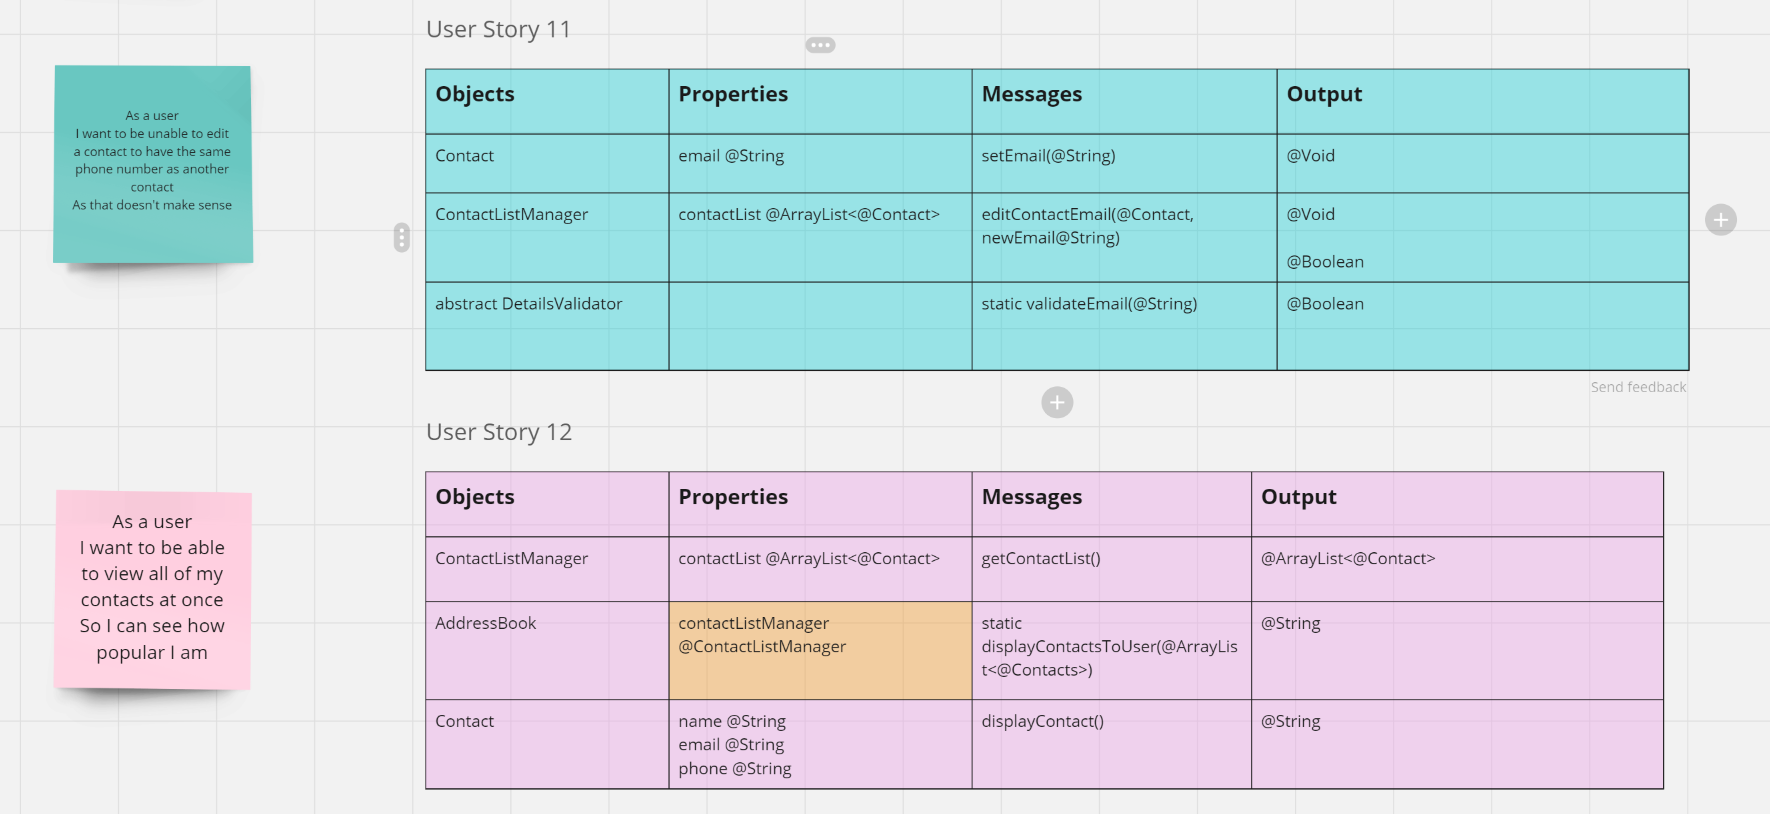 User Story 11
As a user
I want to be unable to edit
a contact to have the same
phone number as another
contact
As that doesn't make sense
Objects Properties Messages Output
Contact email @String setEmail(@String) @Void
ContactListManager contactList @ArrayList<@Contact> editContactEmail(@Contact, @Void
newEmail@String)
@Boolean
abstract DetailsValidator static validateEmail(@String) @Boolean
Send feedback
User Story 12
As a user
I want to be able
to view all of my
contacts at once
So I can see how
popular I am
Objects Properties Messages Output
ContactListManager contactList @ArrayList<@Contact> getContactList() @ArrayList<@Contact>
AddressBook contactListManager static @String
@ContactListManager displayContactsToUser(@ArrayLis
t<@Contacts>)
Contact name @String displayContact() @String
email @String
phone @String